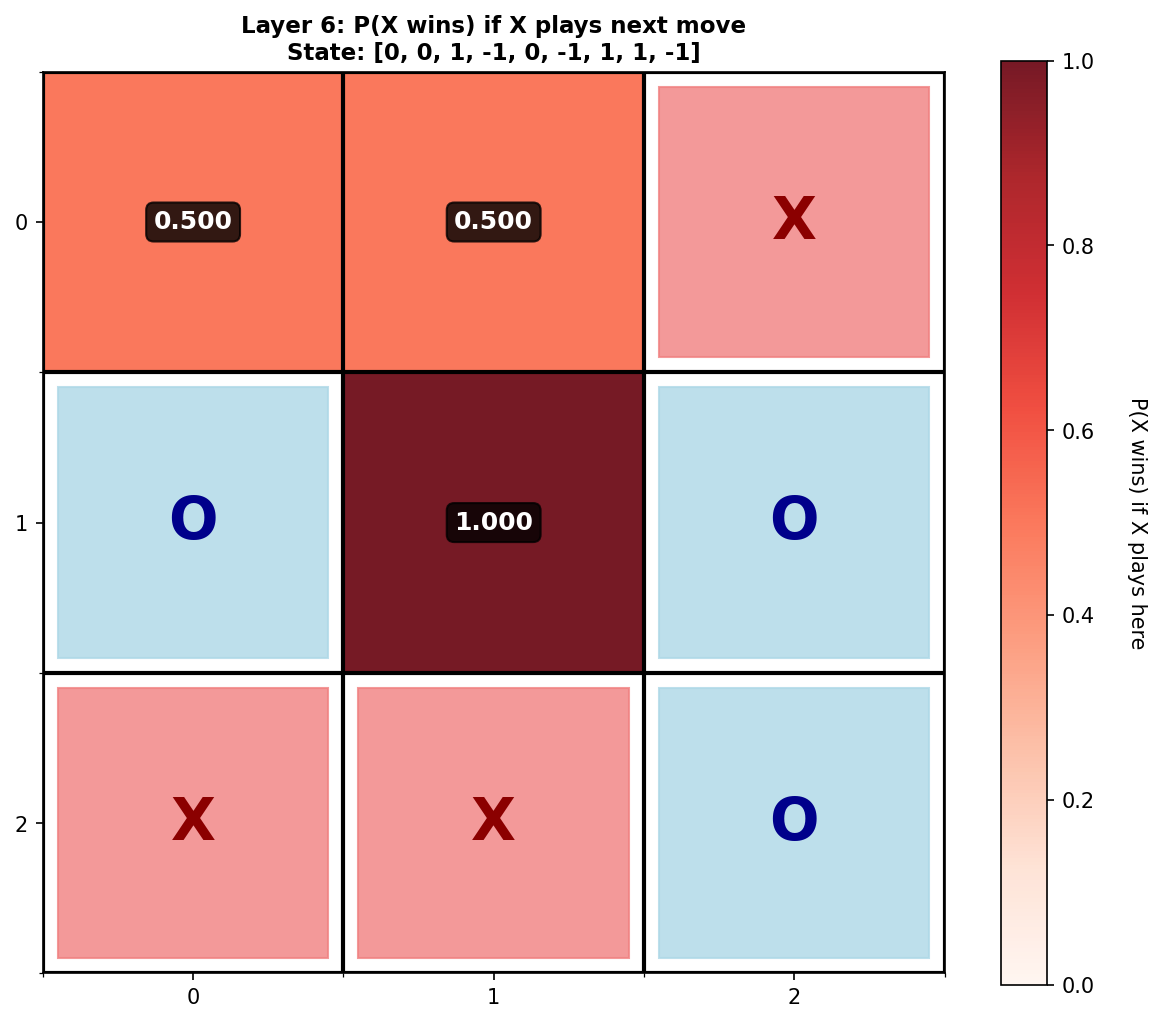 Layer 6: P(X wins) if X plays next move
State: [0, 0, 1, -1, 0, -1, 1, 1, -1]
0
0.500
0.500
X
1
O
1.000
O
2
X
X
O
0
1
2
1.0
0.8
0.6
0.4
0.2
0.0
P(X wins) if X plays here